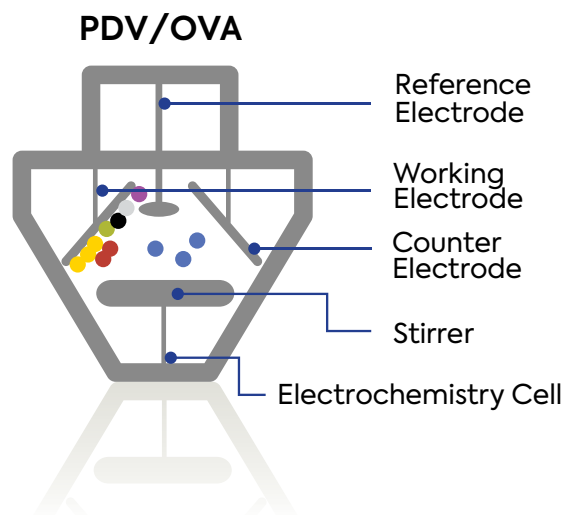 PDV/OVA
Reference
Electrode
Working
Electrode
Counter
Electrode
Stirrer
Electrochemistry Cell